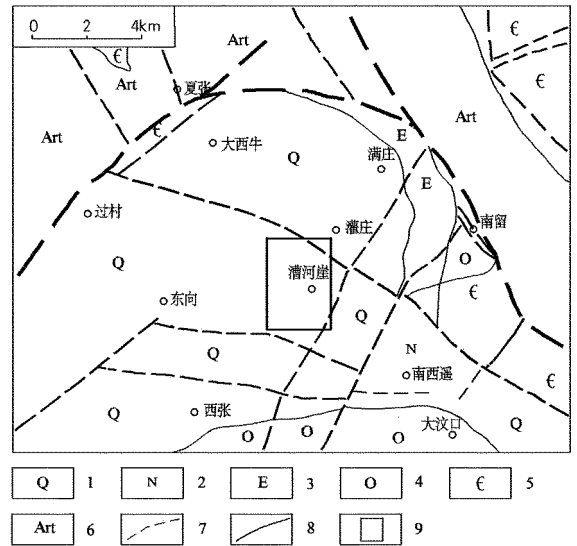 0 2 4km
Є
Art
Art
Є
Є
Art
夏张
Є
大西牛
Q
满庄
E
E
Art
过村
灌庄
南留
O
Q
漕河崖
Є
东向
Q
Q
N
南西遥
Є
Q
西张
O
O
O
大汶口
Q
Q 1 N 2 E 3 O 4 Є 5
Art 6 7 8 9